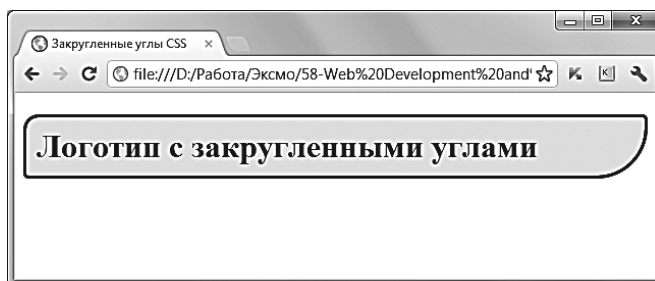 Закругленные углы CSS
file:///D:/Работа/Эксмо/58-Web%20Development%20and'
Логотип с закругленными углами